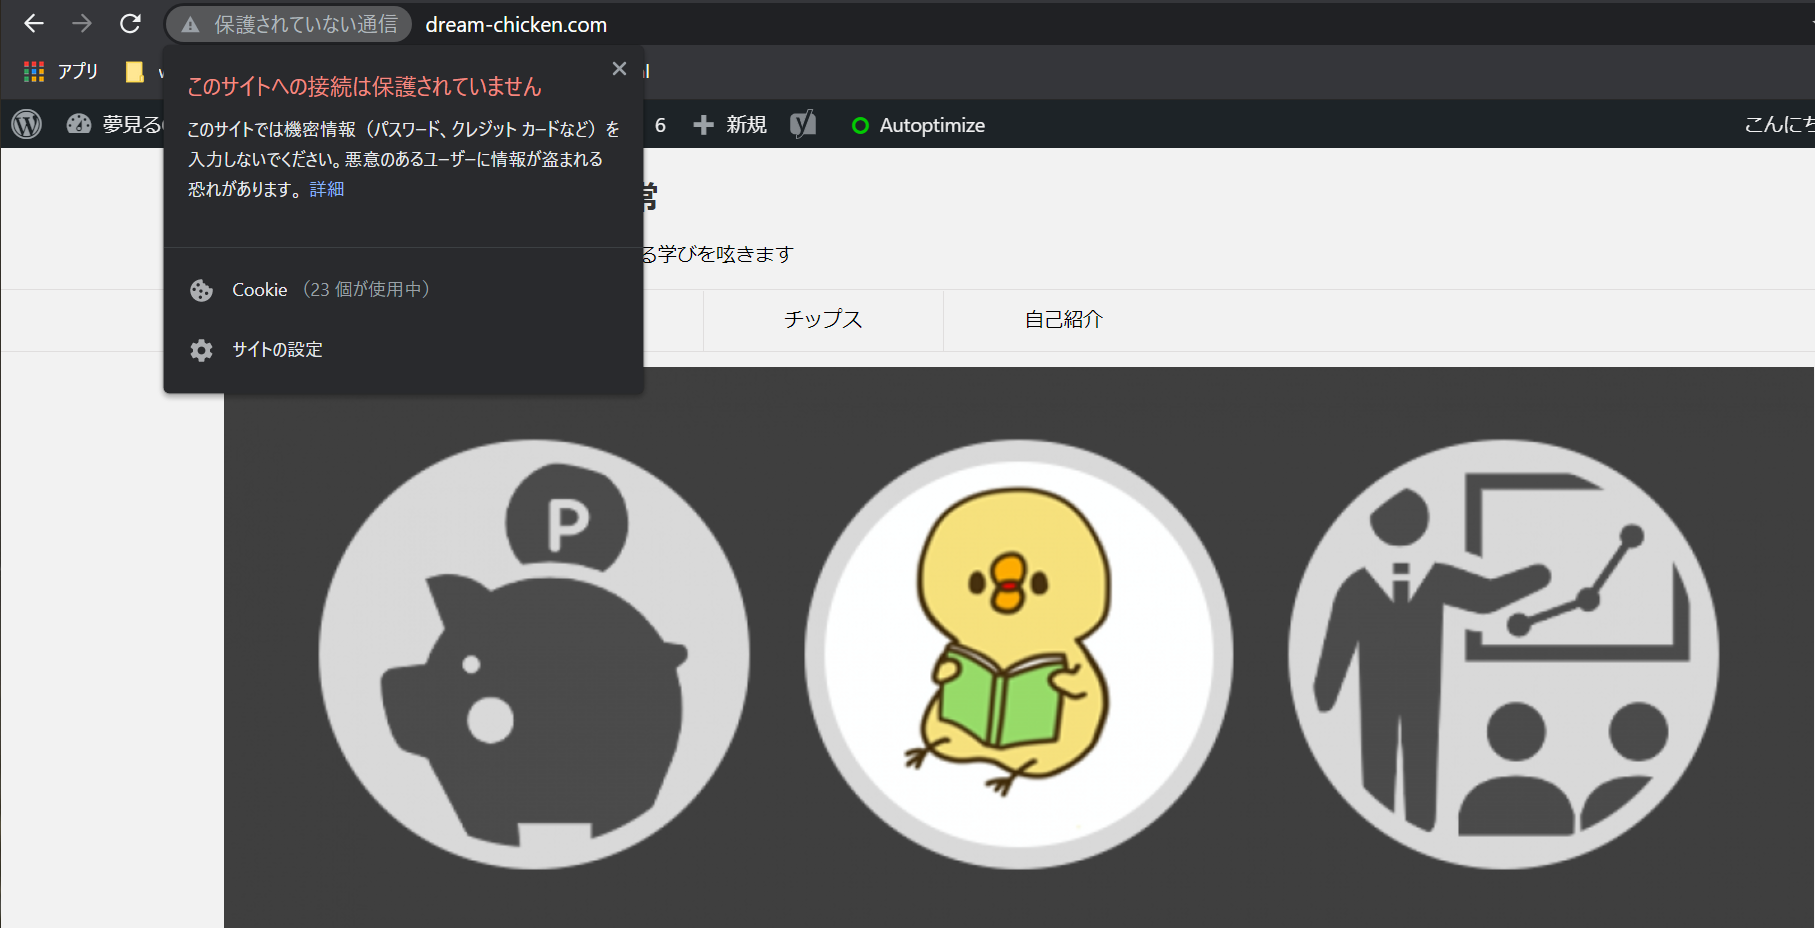 保護されていない通信 dream-chicken.com
アプリ
このサイトへの接続は保護されていません
このサイトでは機密情報（パスワード、クレジット カードなど）を
入力しないでください。悪意のあるユーザーに情報が盗まれる
恐れがあります。 詳細
Cookie （23 個が使用中）
サイトの設定
夢見る
6 新規 Autoptimize
こんにち
常
る学びを呟きます
チップス 自己紹介
P